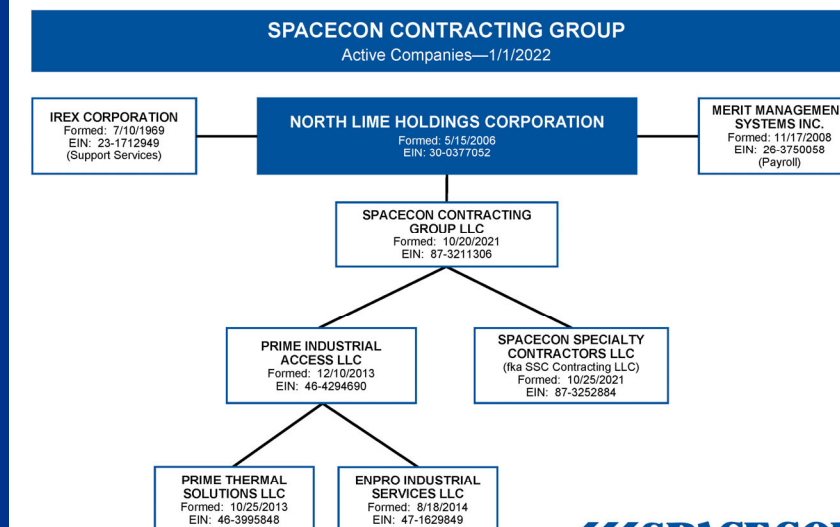 SPACECON CONTRACTING GROUP
Active Companies—1/1/2022
IREX CORPORATION
Formed: 7/10/1969
EIN: 23-1712949
(Support Services)
NORTH LIME HOLDINGS CORPORATION
Formed: 5/15/2006
EIN: 30-0377052
MERIT MANAGEMEN
SYSTEMS INC.
Formed: 11/17/2008
EIN: 26-3750058
(Payroll)
SPACECON CONTRACTING
GROUP LLC
Formed: 10/20/2021
EIN: 87-3211306
PRIME INDUSTRIAL
ACCESS LLC
Formed: 12/10/2013
EIN: 46-4294690
SPACECON SPECIALTY
CONTRACTORS LLC
(fka SSC Contracting LLC)
Formed: 10/25/2021
EIN: 87-3252884
PRIME THERMAL
SOLUTIONS LLC
Formed: 10/25/2013
EIN: 46-3995848
ENPRO INDUSTRIAL
SERVICES LLC
Formed: 8/18/2014
EIN: 47-1629849